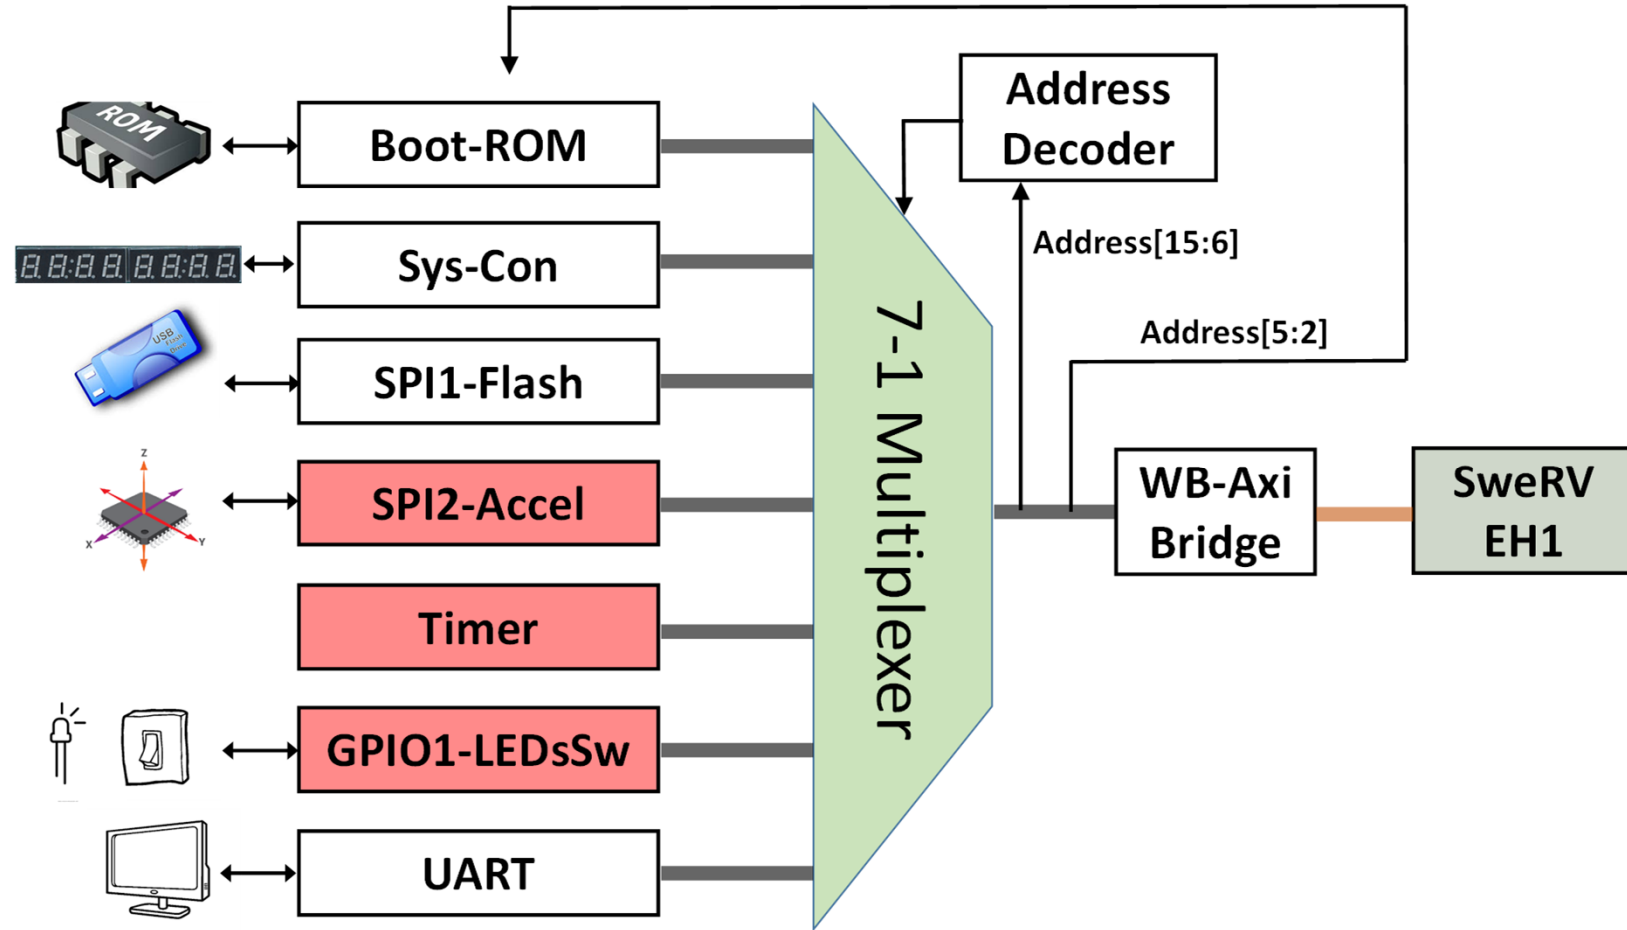 ROM
Boot-ROM
Address
Decoder
Address[15:6]
Sys-Con
USB
Flash
Address[5:2]
SPI1-Flash
7-1 Multiplexer
Z
X
Y
SPI2-Accel
WB-Axi
Bridge
SweRV
EH1
Timer
GPIO1-LEDsSw
UART